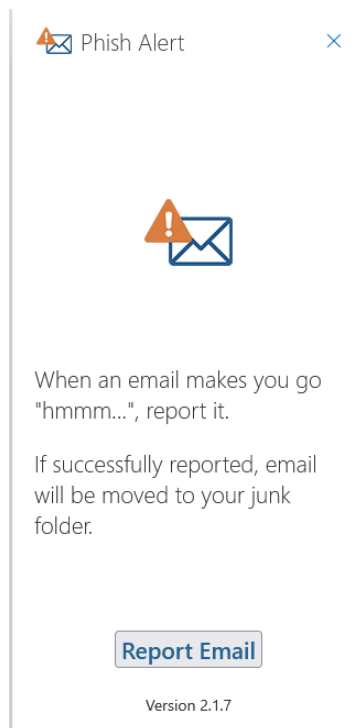 Phish Alert
When an email makes you go
"hmmm...", report it.
If successfully reported, email
will be moved to your junk
folder.
Report Email
Version 2.1.7